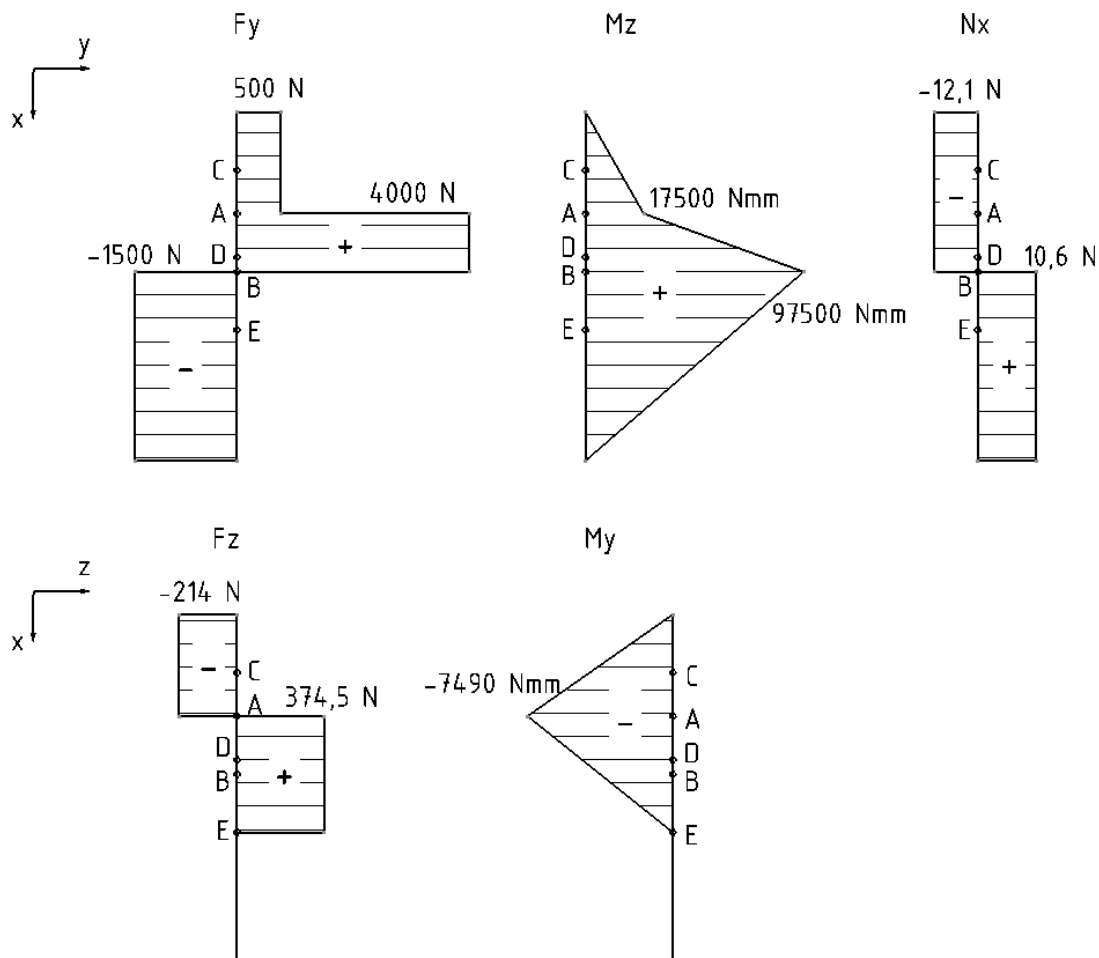 Fy
Mz
Nx
y
x
500 N
-12,1 N
C
C
C
4000 N
17500 Nmm
A
A
A
-
-1500 N
D
D
D
10,6 N
+
B
B
B
+
97500 Nmm
E
E
E
-
+
Fz
My
z
x
-214 N
-
C
C
374,5 N
-7490 Nmm
A
A
-
D
D
B
B
+
E
E